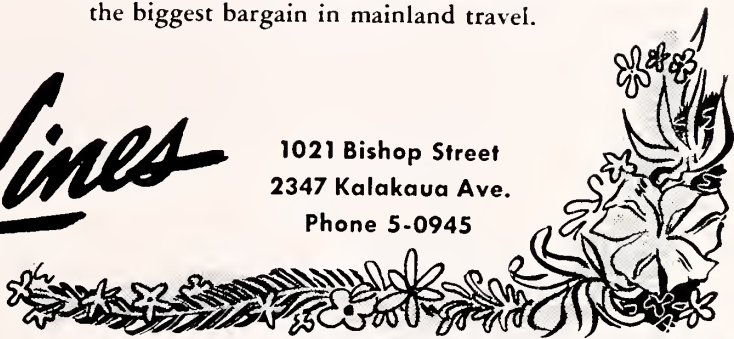 the biggest bargain in mainland travel.
lines
1021 Bishop Street
2347 Kalakaua Ave.
Phone 5-0945